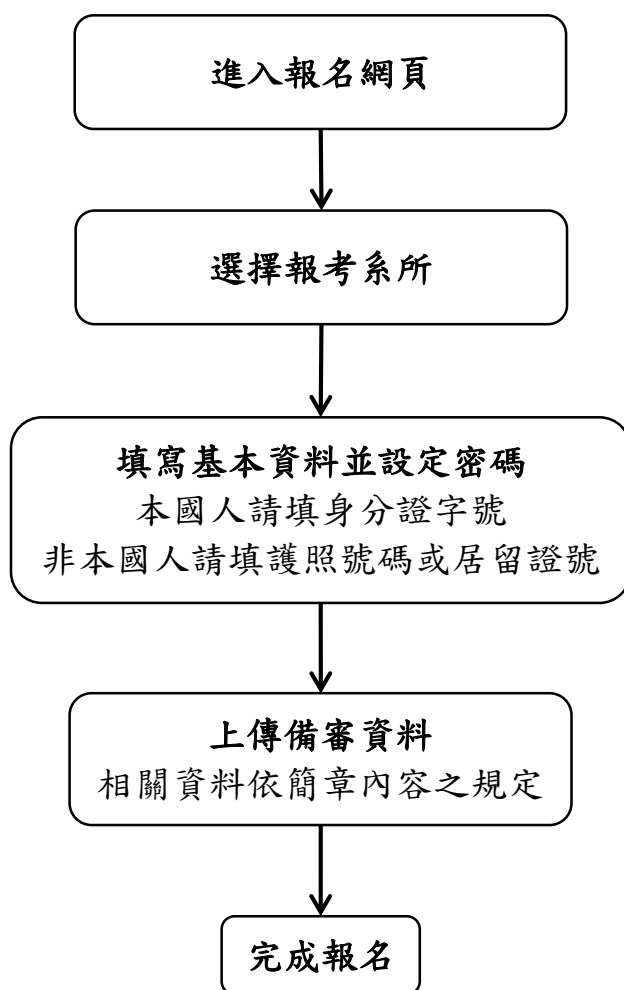 進入報名網頁
選擇報考系所
填寫基本資料並設定密碼
本國人請填身分證字號
非本國人請填護照號碼或居留證號
上傳備審資料
相關資料依簡章內容之規定
完成報名